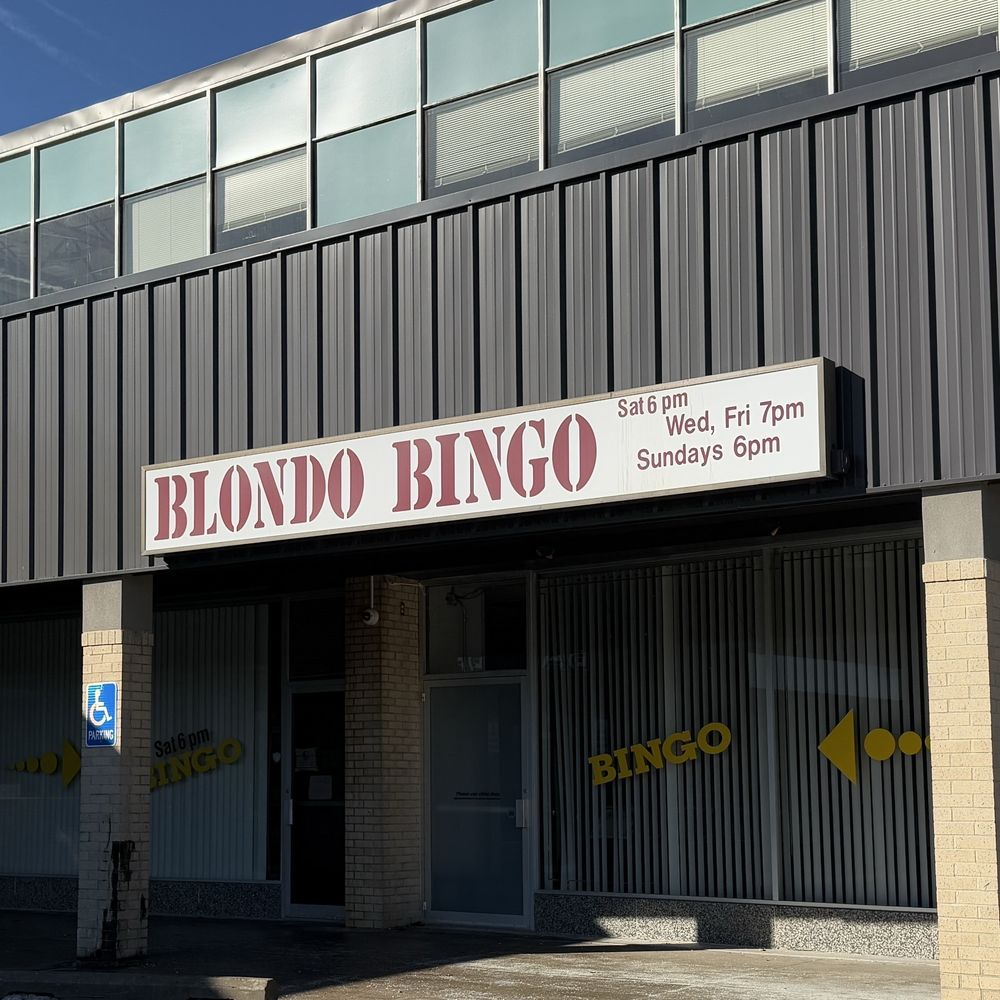 BLONDO BINGO
Sat 6 pm
Wed, Fri 7pm
Sundays 6pm
PARKING
Sat 6 pm
BINGO
BINGO